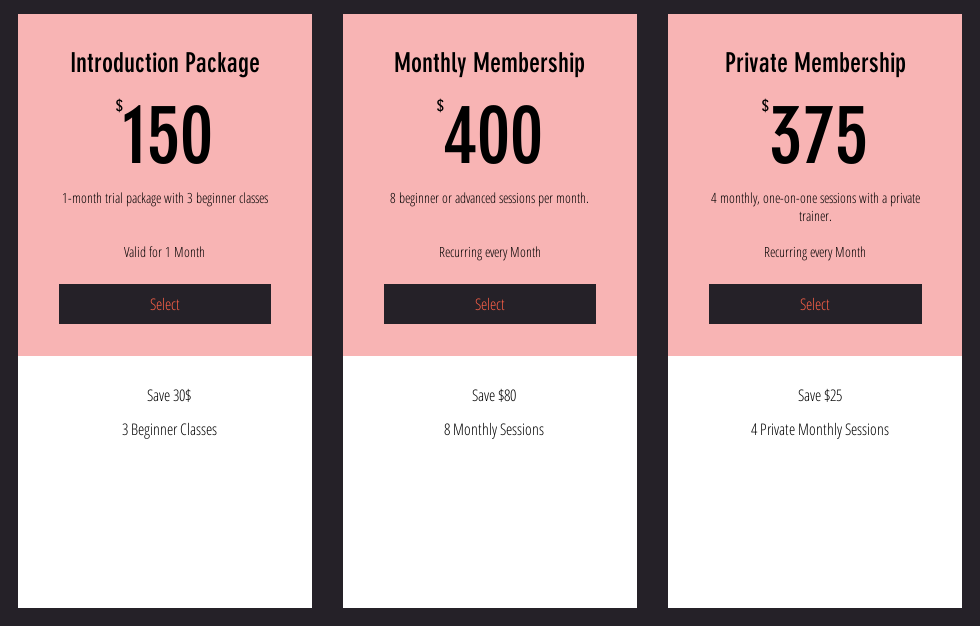 Introduction Package
$150
1-month trial package with 3 beginner classes
Valid for 1 Month
Select
Save 30$
3 Beginner Classes
Monthly Membership
$400
8 beginner or advanced sessions per month.
Recurring every Month
Select
Save $80
8 Monthly Sessions
Private Membership
$375
4 monthly, one-on-one sessions with a private
trainer.
Recurring every Month
Select
Save $25
4 Private Monthly Sessions